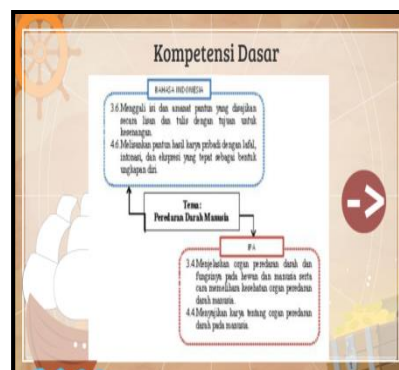 Kompetensi Dasar
BAHASA INDONESIA
3.6.Menggali isi dan amanat pantun yang disajikan
secara lisan dan tulis dengan tujuan untuk
kesenangan.
4.6.Melisankan pantun hasil karya pribadi dengan lafal,
intonasi, dan ekspresi yang tepat sebagai bentuk
ungkapan diri.
Tema:
Peredaran Darah Manusia
IPA
3.4.Menjelaskan organ peredaran darah dan
fungsinya pada hewan dan manusia serta
cara memelihara kesehatan organ peredaran
darah manusia.
4.4.Menyajikan karya tentang organ peredaran
darah pada manusia.